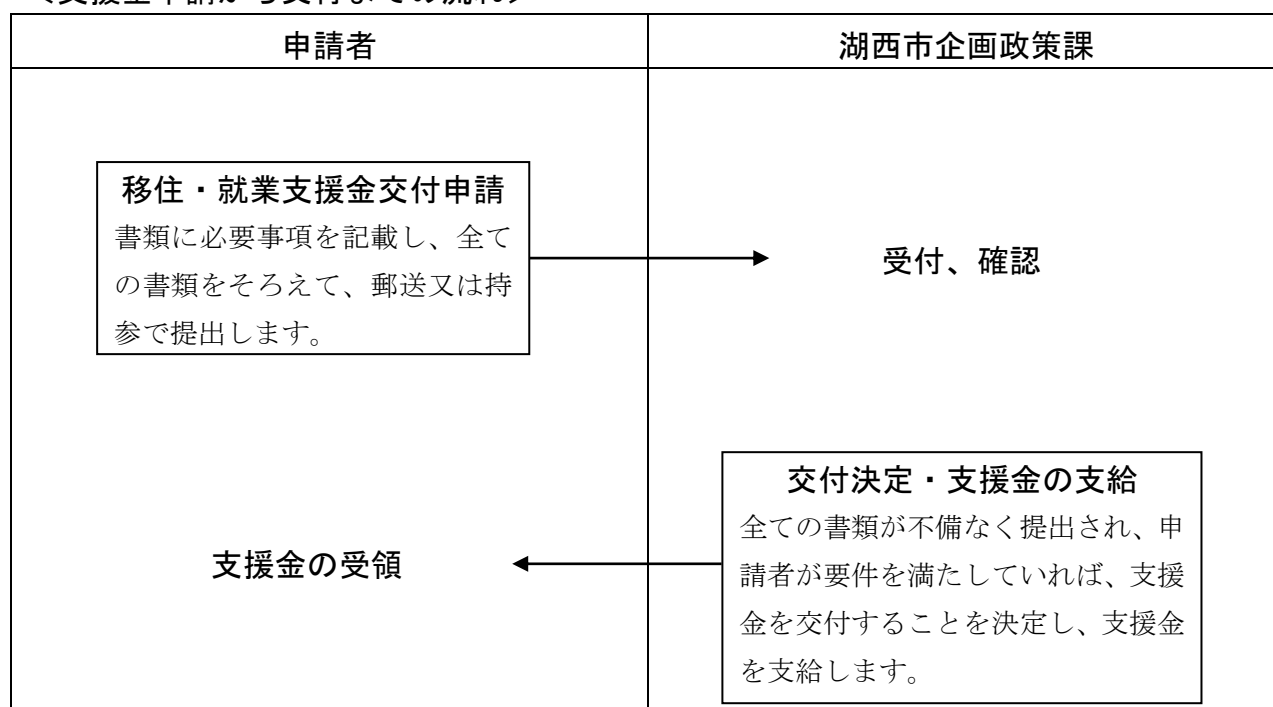 申請者
湖西市企画政策課
移住・就業支援金交付申請
書類に必要事項を記載し、全て
の書類をそろえて、郵送又は持
参で提出します。
受付、確認
交付決定・支援金の支給
全ての書類が不備なく提出され、申
請者が要件を満たしていれば、支援
金を交付することを決定し、支援金
を支給します。
支援金の受領